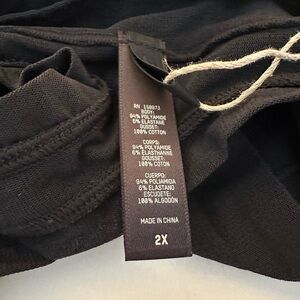 RN 150973
BODY:
94% POLYAMIDE
6% ELASTANE
GUSSET:
100% COTTON
CORPS:
94% POLYAMIDE
6% ÉLASTHANNE
GOUSSET:
100% COTON
CUERPO:
94% POLIAMIDA
6% ELASTANO
ESCUDETE:
100% ALGODÓN
MADE IN CHINA
2X